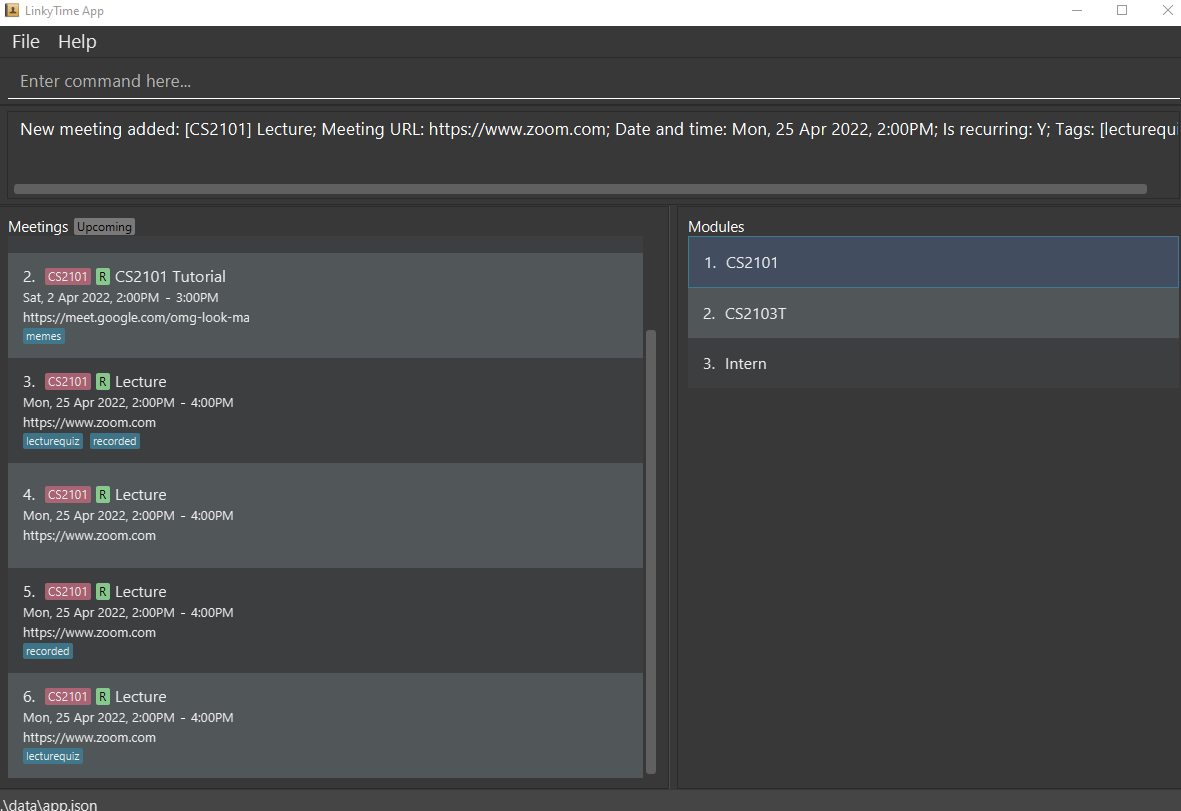 LinkyTime App
File Help
Enter command here...
New meeting added: [CS2101] Lecture; Meeting URL: https://www.zoom.com; Date and time: Mon, 25 Apr 2022, 2:00PM; Is recurring: Y; Tags: [lecturequi
Meetings Upcoming
2. CS2101 R CS2101 Tutorial
Sat, 2 Apr 2022, 2:00PM - 3:00PM
https://meet.google.com/omg-look-ma
memes
3. CS2101 R Lecture
Mon, 25 Apr 2022, 2:00PM - 4:00PM
https://www.zoom.com
lecturequiz recorded
4. CS2101 R Lecture
Mon, 25 Apr 2022, 2:00PM - 4:00PM
https://www.zoom.com
5. CS2101 R Lecture
Mon, 25 Apr 2022, 2:00PM - 4:00PM
https://www.zoom.com
recorded
6. CS2101 R Lecture
Mon, 25 Apr 2022, 2:00PM - 4:00PM
https://www.zoom.com
lecturequiz
Modules
1. CS2101
2. CS2103T
3. Intern
.\data\app.json